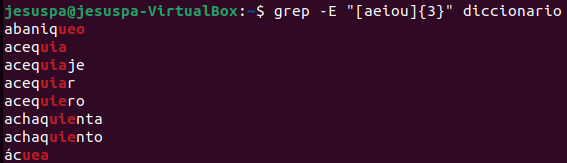 jesuspa@jesuspa-VirtualBox:~$ grep -E "[aeiou]{3}" diccionario
abaniqueo
acequia
acequiaje
acequiar
acequiero
achaquienta
achaquiento
ácuea